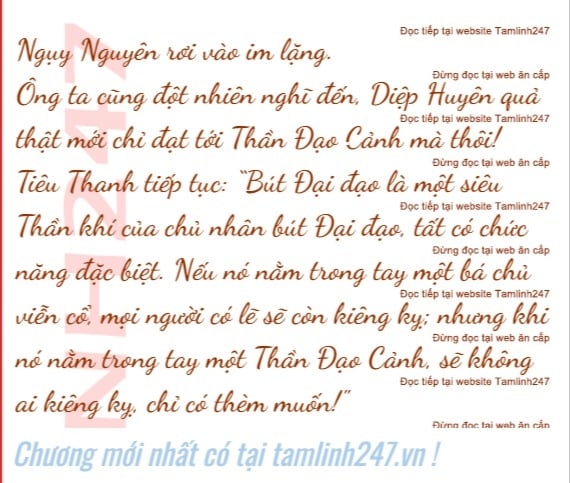 Đọc tiếp tại website Tamlinh247
Ngụy Nguyên rơi vào im lặng.
Đừng đọc tại web ăn cắp
Ông ta cũng đột nhiên nghĩ đến, Diệp Huyên quả
Đọc tiếp tại website Tamlinh247
thật mới chỉ đạt tới Thần Đạo Cảnh mà thôi!
Đừng đọc tại web ăn cắp
Tiêu Thanh tiếp tục: “Bút Đại đạo là một siêu
Đọc tiếp tại website Tamlinh247
Thần khí của chủ nhân bút Đại đạo, tất có chức
Đừng đọc tại web ăn cắp
năng đặc biệt. Nếu nó nằm trong tay một bá chủ
Đọc tiếp tại website Tamlinh247
viễn cổ, mọi người có lẽ sẽ còn kiêng kỵ; nhưng khi
Đừng đọc tại web ăn cắp
nó nằm trong tay một Thần Đạo Cảnh, sẽ không
Đọc tiếp tại website Tamlinh247
ai kiêng kỵ, chỉ có thèm muốn!”
Đừng đọc tại web ăn cắp
NH247
Chương mới nhất có tại tamlinh247.vn !